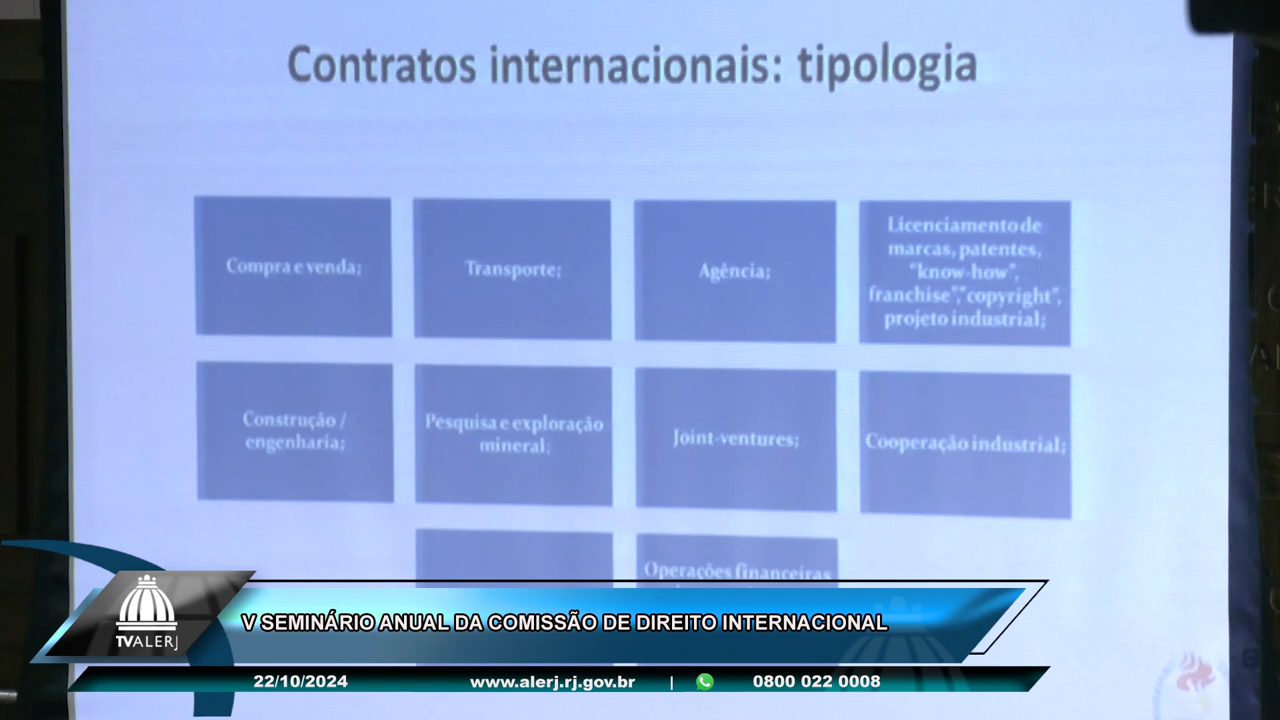 Contratos internacionais: tipologia
Compra e venda;
Transporte;
Agência;
Licenciamento de
marcas, patentes,
"know-how",
franchise","copyright",
projeto industrial;
Construção /
engenharia;
Pesquisa e exploração
mineral;
Joint-ventures;
Cooperação industrial;
Operações financeiras
V SEMINÁRIO ANUAL DA COMISSÃO DE DIREITO INTERNACIONAL
TVALERJ
22/10/2024 www.alerj.rj.gov.br | 0800 022 0008